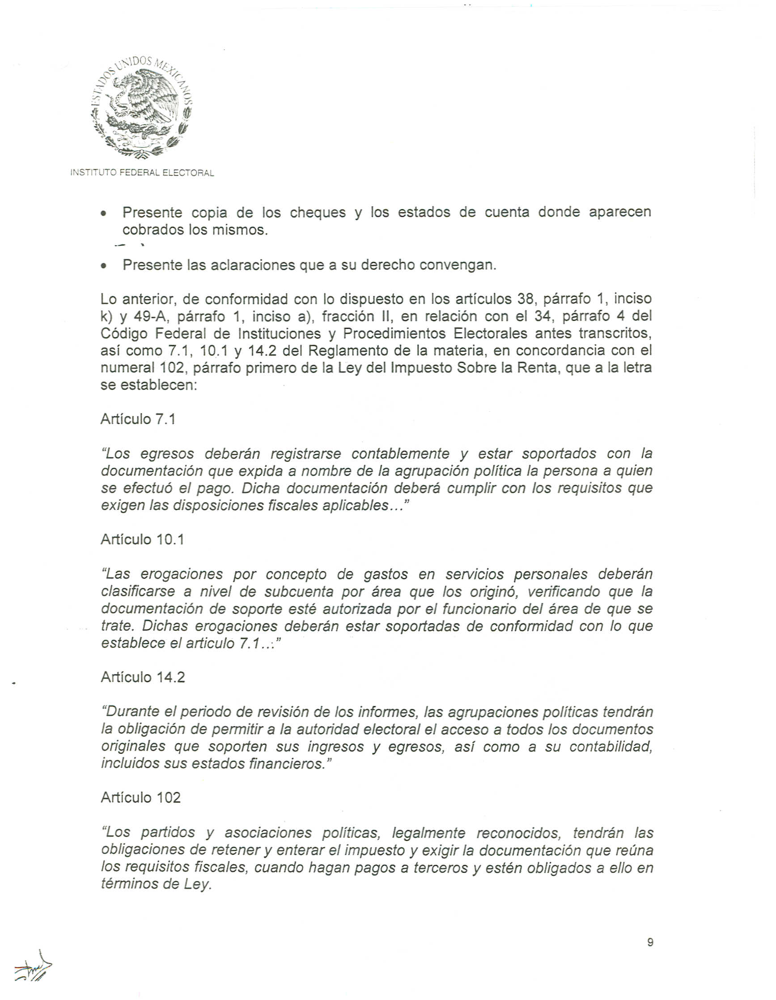 ESTADOS UNIDOS MEXICANOS
INSTITUTO FEDERAL ELECTORAL
• Presente copia de los cheques y los estados de cuenta donde aparecen
cobrados los mismos.
• Presente las aclaraciones que a su derecho convengan.
Lo anterior, de conformidad con lo dispuesto en los artículos 38, párrafo 1, inciso
k) y 49-A, párrafo 1, inciso a), fracción II, en relación con el 34, párrafo 4 del
Código Federal de Instituciones y Procedimientos Electorales antes transcritos,
así como 7.1, 10.1 y 14.2 del Reglamento de la materia, en concordancia con el
numeral 102, párrafo primero de la Ley del Impuesto Sobre la Renta, que a la letra
se establecen:
Artículo 7.1
“Los egresos deberán registrarse contablemente y estar soportados con la
documentación que expida a nombre de la agrupación política la persona a quien
se efectuó el pago. Dicha documentación deberá cumplir con los requisitos que
exigen las disposiciones fiscales aplicables...”
Artículo 10.1
“Las erogaciones por concepto de gastos en servicios personales deberán
clasificarse a nivel de subcuenta por área que los originó, verificando que la
documentación de soporte esté autorizada por el funcionario del área de que se
trate. Dichas erogaciones deberán estar soportadas de conformidad con lo que
establece el articulo 7.1...”
Artículo 14.2
“Durante el periodo de revisión de los informes, las agrupaciones políticas tendrán
la obligación de permitir a la autoridad electoral el acceso a todos los documentos
originales que soporten sus ingresos y egresos, así como a su contabilidad,
incluidos sus estados financieros.”
Artículo 102
“Los partidos y asociaciones políticas, legalmente reconocidos, tendrán las
obligaciones de retener y enterar el impuesto y exigir la documentación que reúna
los requisitos fiscales, cuando hagan pagos a terceros y estén obligados a ello en
términos de Ley.
9